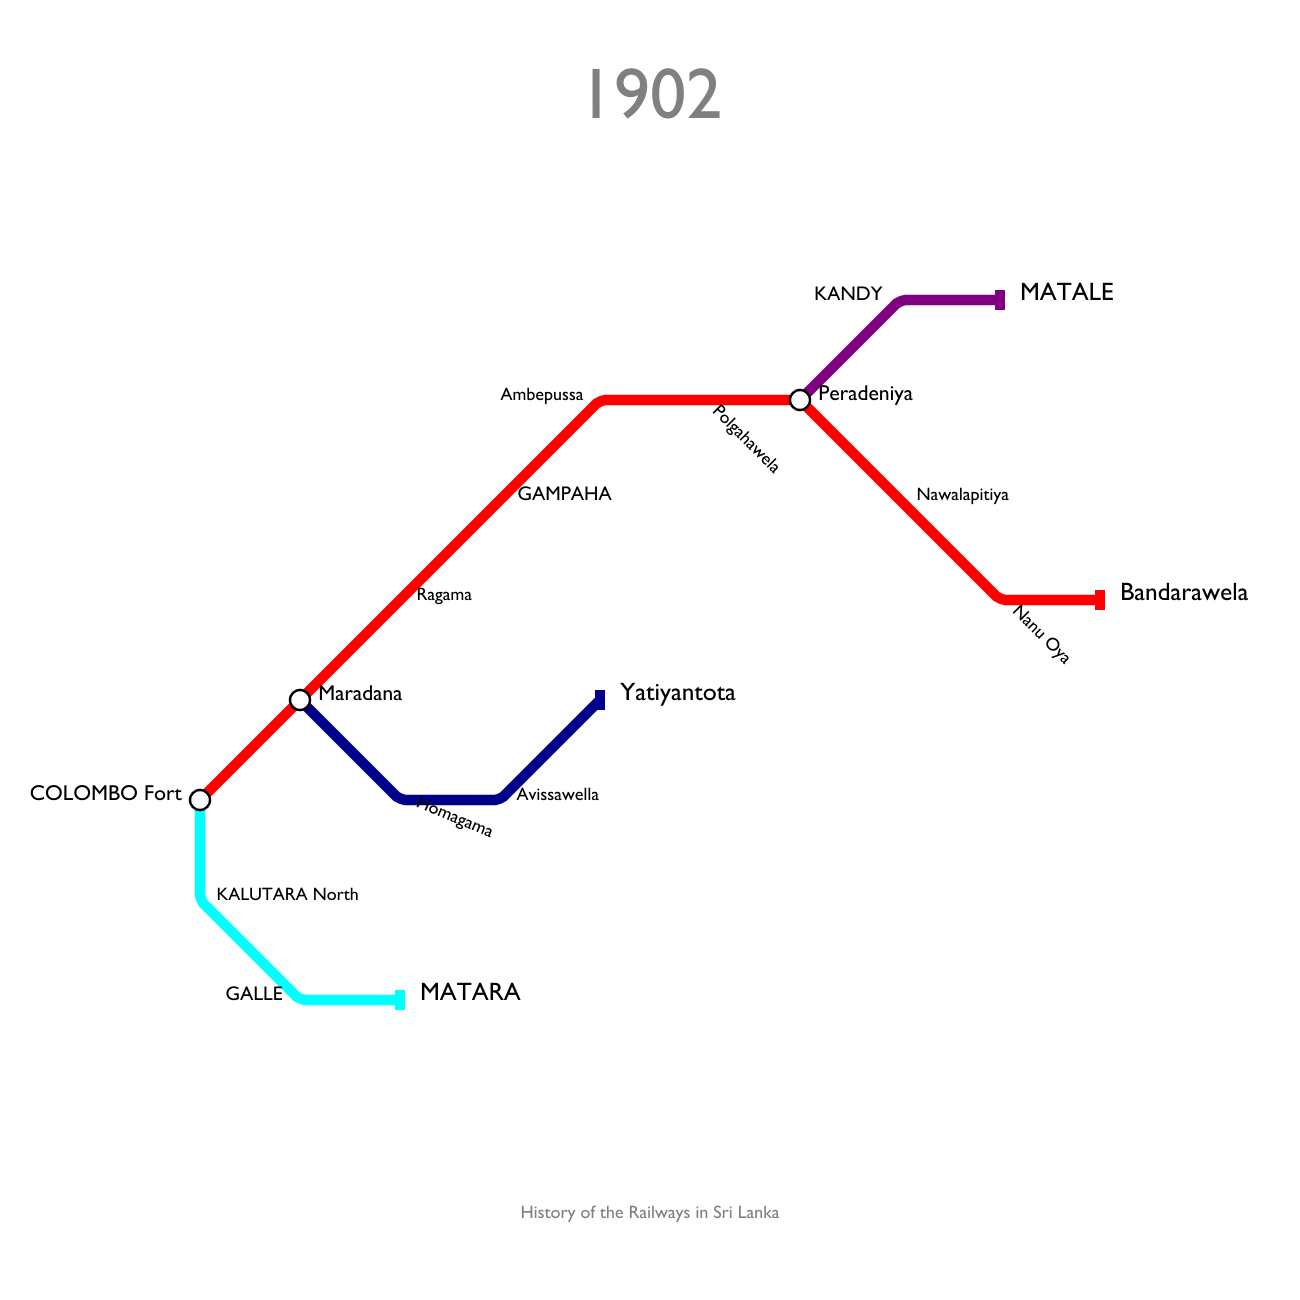 1902
KANDY
MATALE
Ambepussa
Peradeniya
Polgahawela
GAMPAHA
Nawalapitiya
Ragama
Bandarawela
Nanu Oya
Maradana
Yatiyantota
COLOMBO Fort
Homagama
Avissawella
KALUTARA North
GALLE
MATARA
History of the Railways in Sri Lanka